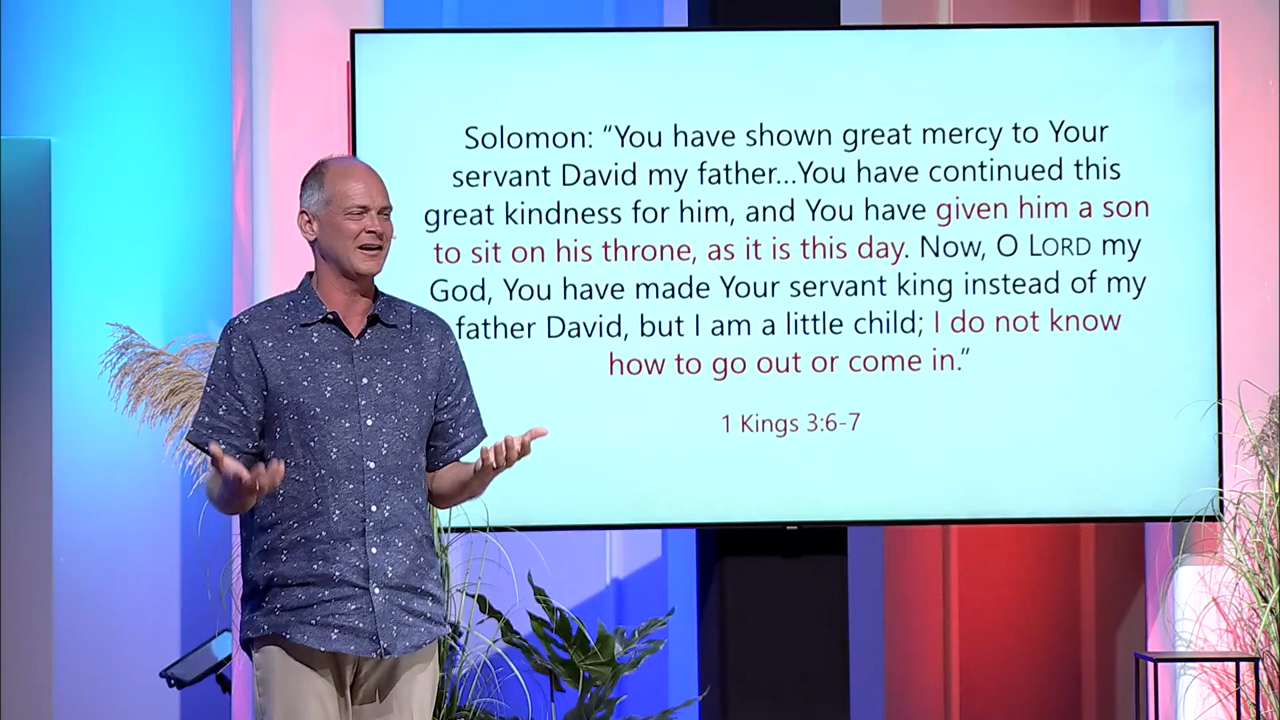 Solomon: “You have shown great mercy to Your
servant David my father...You have continued this
great kindness for him, and You have given him a son
to sit on his throne, as it is this day. Now, O LORD my
God, You have made Your servant king instead of my
father David, but I am a little child; I do not know
how to go out or come in.”
1 Kings 3:6-7